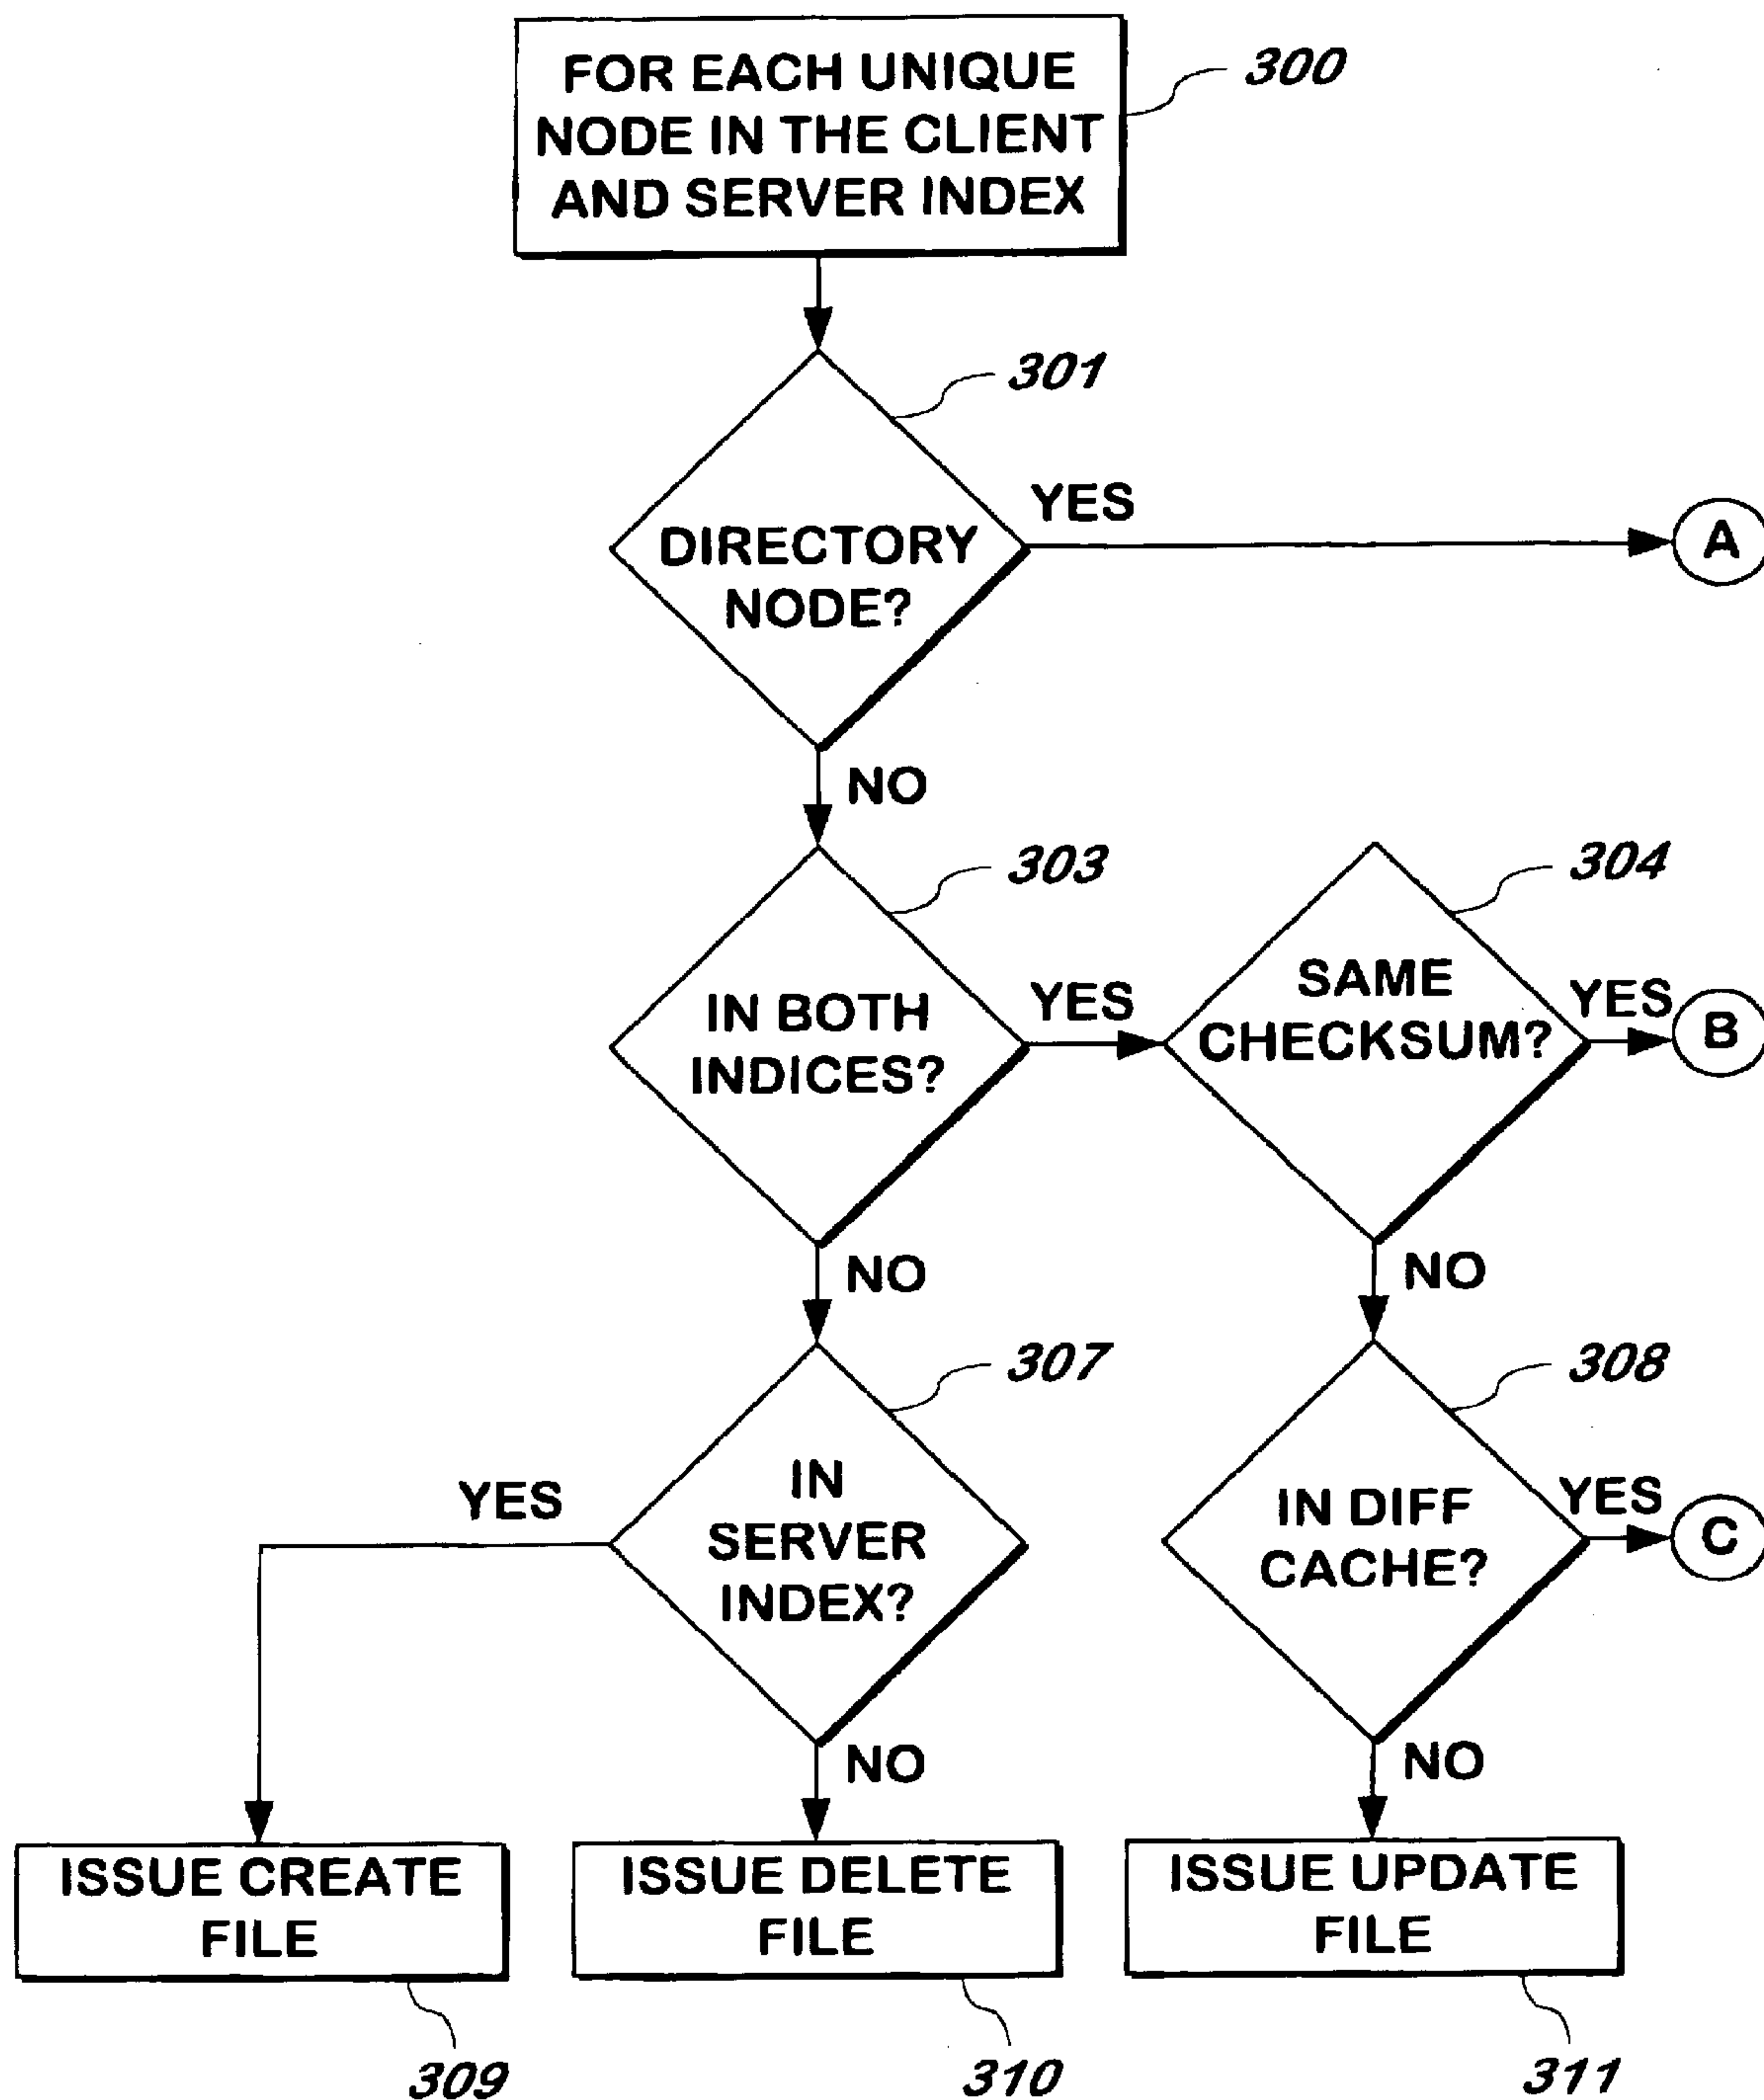 FOR EACH UNIQUE
NODE IN THE CLIENT
AND SERVER INDEX
300
301
DIRECTORY
NODE?
YES
A
NO
303
IN BOTH
INDICES?
YES
304
SAME
CHECKSUM?
YES
B
NO
NO
307
IN
SERVER
INDEX?
YES
308
IN DIFF
CACHE?
YES
C
NO
NO
ISSUE CREATE
FILE
309
ISSUE DELETE
FILE
310
ISSUE UPDATE
FILE
311